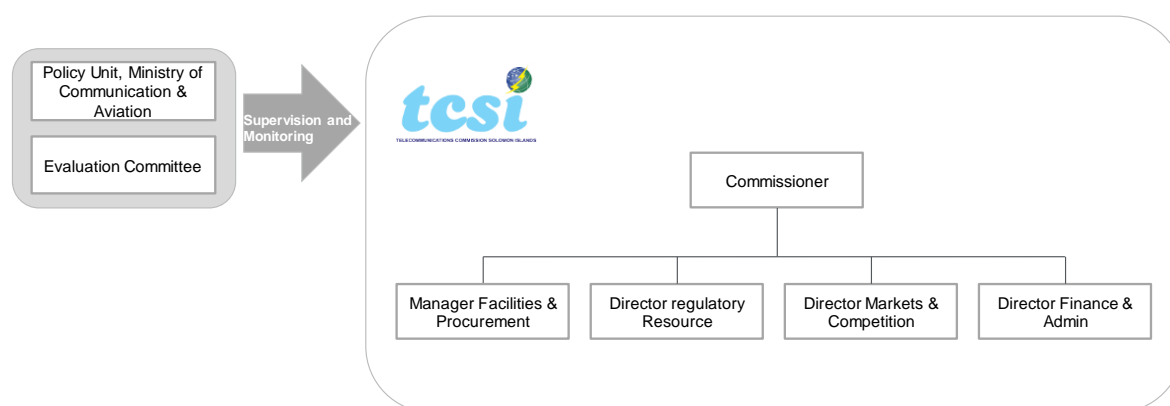 Policy Unit, Ministry of
Communication &
Aviation
Evaluation Committee
Supervision and
Monitoring
tcsi
TELECOMMUNICATIONS COMMISSION SOLOMON ISLANDS
Commissioner
Manager Facilities &
Procurement
Director regulatory
Resource
Director Markets &
Competition
Director Finance &
Admin